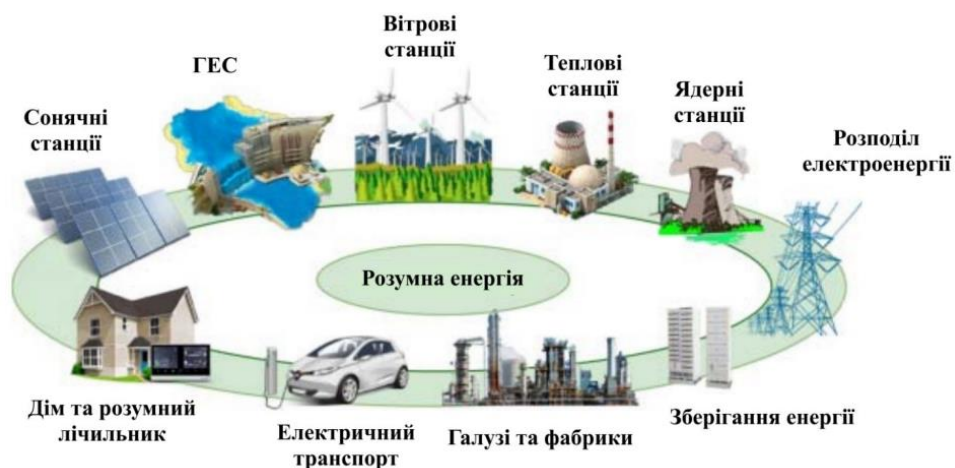 Вітрові
станції
ГЕС
Теплові
станції
Ядерні
станції
Сонячні
станції
Розподіл
електроенергії
Розумна енергія
Дім та розумний
лічильник
Електричний
транспорт
Галузі та фабрики
Зберігання енергії